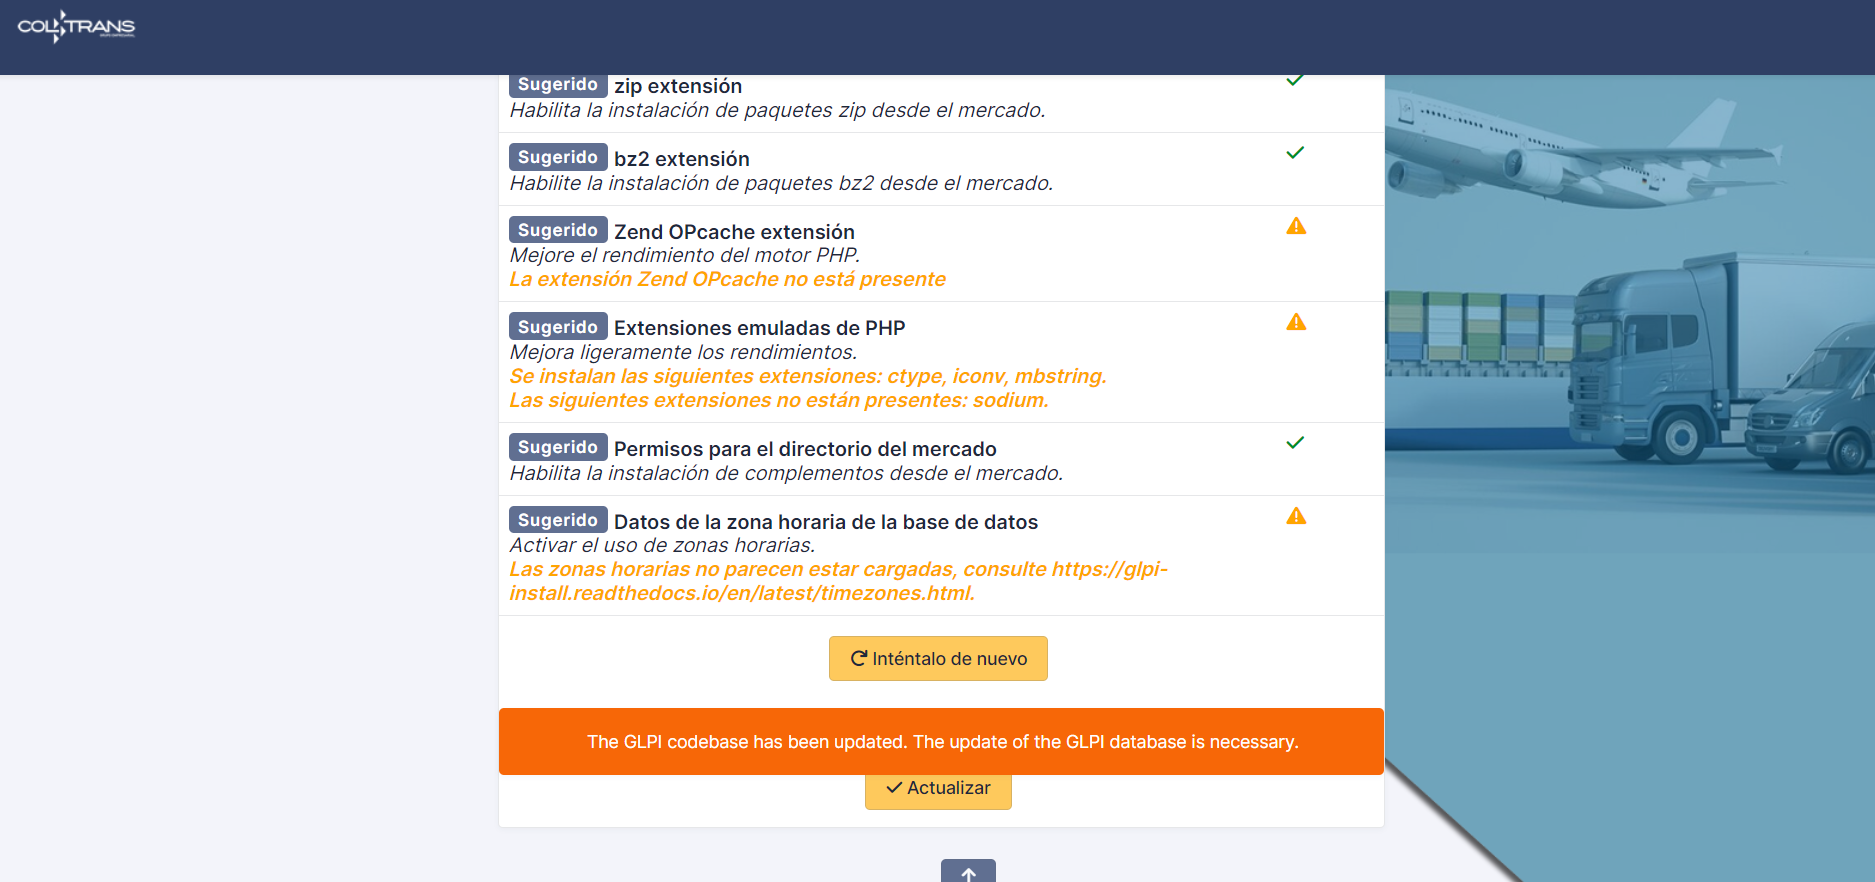 COLTRANS
Sugerido zip extensión
Habilita la instalación de paquetes zip desde el mercado.
Sugerido bz2 extensión
Habilite la instalación de paquetes bz2 desde el mercado.
Sugerido Zend OPcache extensión
Mejore el rendimiento del motor PHP.
La extensión Zend OPcache no está presente
Sugerido Extensiones emuladas de PHP
Mejora ligeramente los rendimientos.
Se instalan las siguientes extensiones: ctype, iconv, mbstring.
Las siguientes extensiones no están presentes: sodium.
Sugerido Permisos para el directorio del mercado
Habilita la instalación de complementos desde el mercado.
Sugerido Datos de la zona horaria de la base de datos
Activar el uso de zonas horarias.
Las zonas horarias no parecen estar cargadas, consulte https://glpi-
install.readthedocs.io/en/latest/timezones.html.
Inténtalo de nuevo
The GLPI codebase has been updated. The update of the GLPI database is necessary.
Actualizar